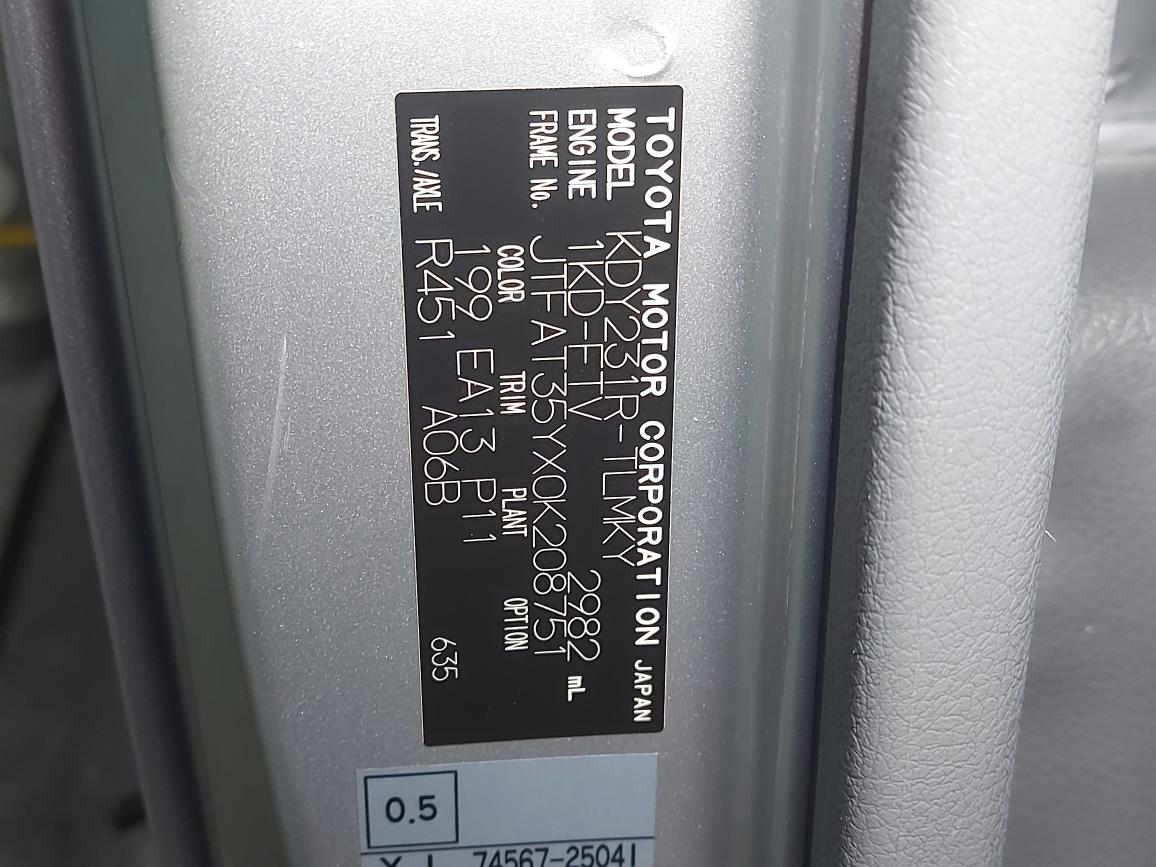 TOYOTA MOTOR CORPORATION JAPAN
MODEL KDY231R-TLMKY
ENGINE 1KD-FTV 2982 mL
FRAME No. JTFAT35YX0K208751
COLOR TRIM PLANT OPTION
199 EA13 P11
TRANS./AXLE R451 A06B 635
0.5
74567-25041